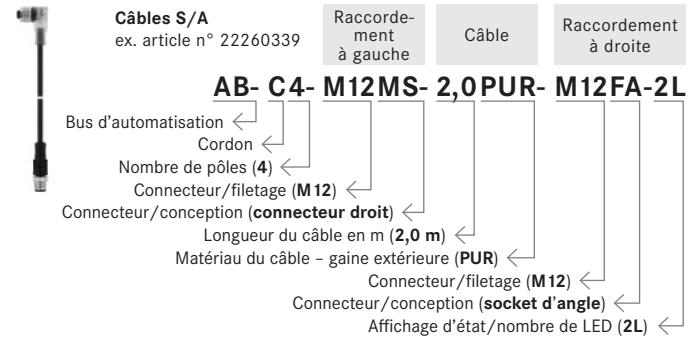 Câbles S/A
ex. article n° 22260339
Raccorde-
ment
à gauche
Câble
Raccordement
à droite
AB- C4- M12MS- 2,0PUR- M12FA-2L
Bus d'automatisation
Cordon
Nombre de pôles (4)
Connecteur/filetage (M12)
Connecteur/conception (connecteur droit)
Longueur du câble en m (2,0 m)
Matériau du câble – gaine extérieure (PUR)
Connecteur/filetage (M12)
Connecteur/conception (socket d'angle)
Affichage d'état/nombre de LED (2L)